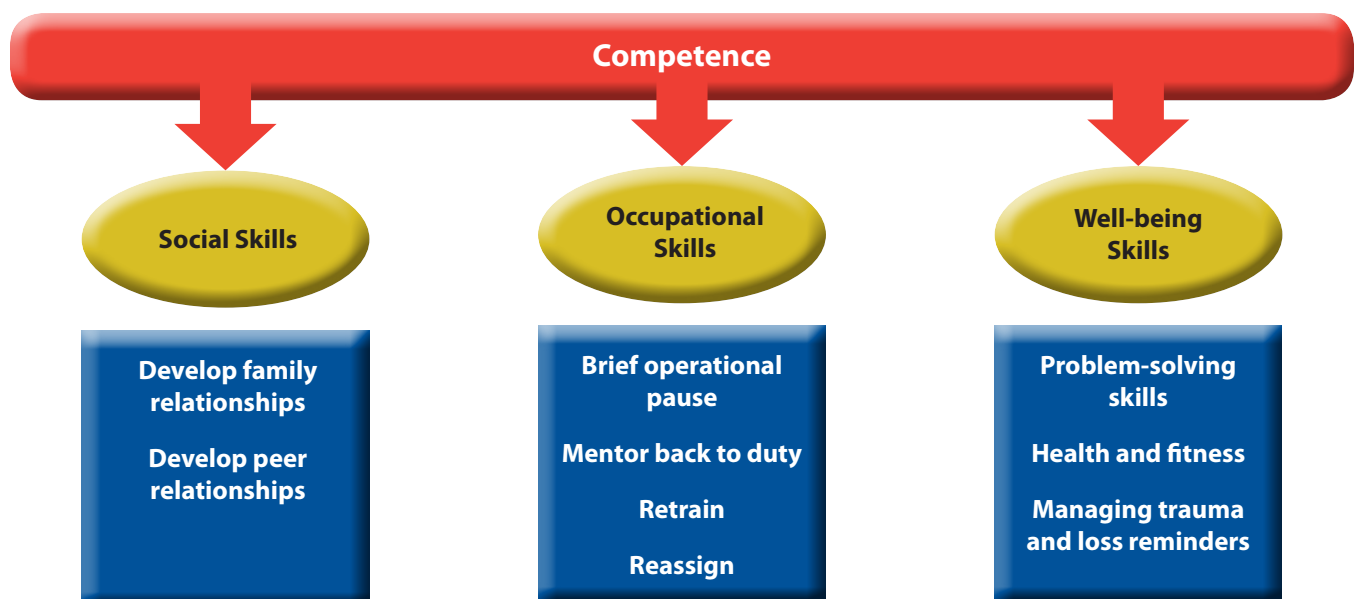 Competence
Social Skills
Develop family
relationships
Develop peer
relationships
Occupational
Skills
Brief operational
pause
Mentor back to duty
Retrain
Reassign
Well-being
Skills
Problem-solving
skills
Health and fitness
Managing trauma
and loss reminders